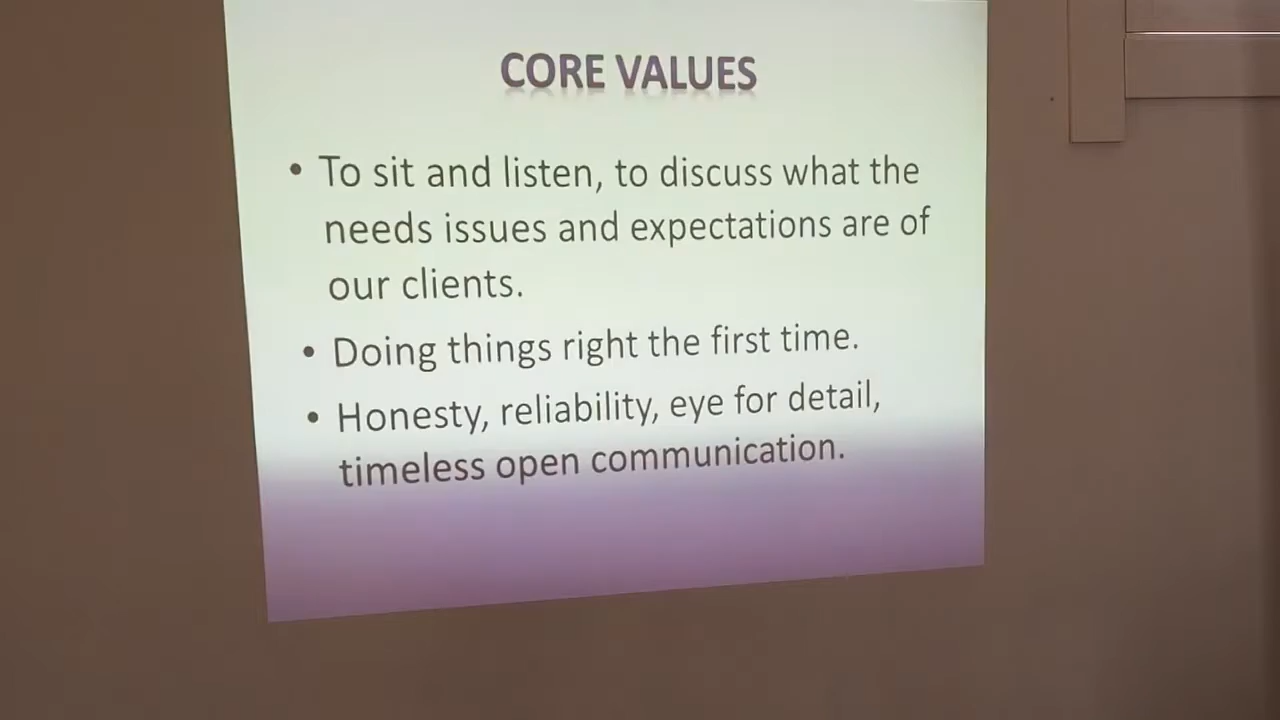 CORE VALUES
• To sit and listen, to discuss what the
needs issues and expectations are of
our clients.
• Doing things right the first time.
• Honesty, reliability, eye for detail,
timeless open communication.